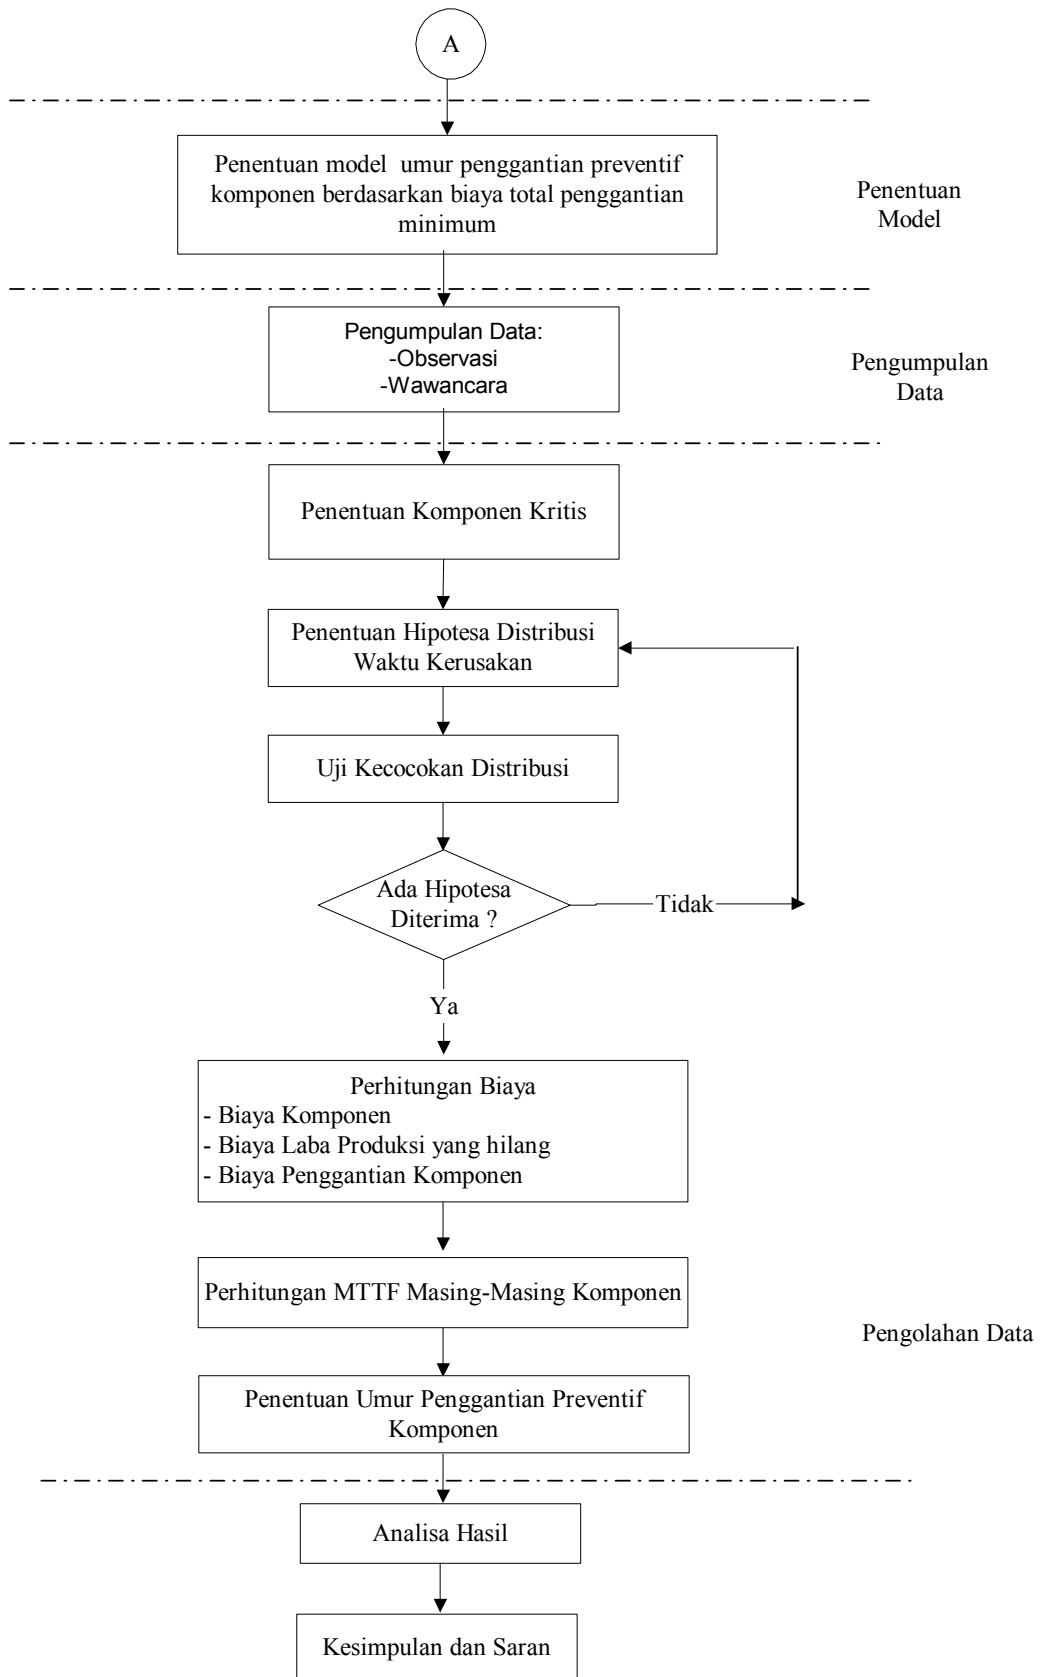 A
Penentuan model umur penggantian preventif
komponen berdasarkan biaya total penggantian
minimum
Penentuan
Model
Pengumpulan Data:
-Observasi
-Wawancara
Pengumpulan
Data
Penentuan Komponen Kritis
Penentuan Hipotesa Distribusi
Waktu Kerusakan
Uji Kecocokan Distribusi
Ada Hipotesa
Diterima ?
Tidak
Ya
Perhitungan Biaya
- Biaya Komponen
- Biaya Laba Produksi yang hilang
- Biaya Penggantian Komponen
Perhitungan MTTF Masing-Masing Komponen
Pengolahan Data
Penentuan Umur Penggantian Preventif
Komponen
Analisa Hasil
Kesimpulan dan Saran